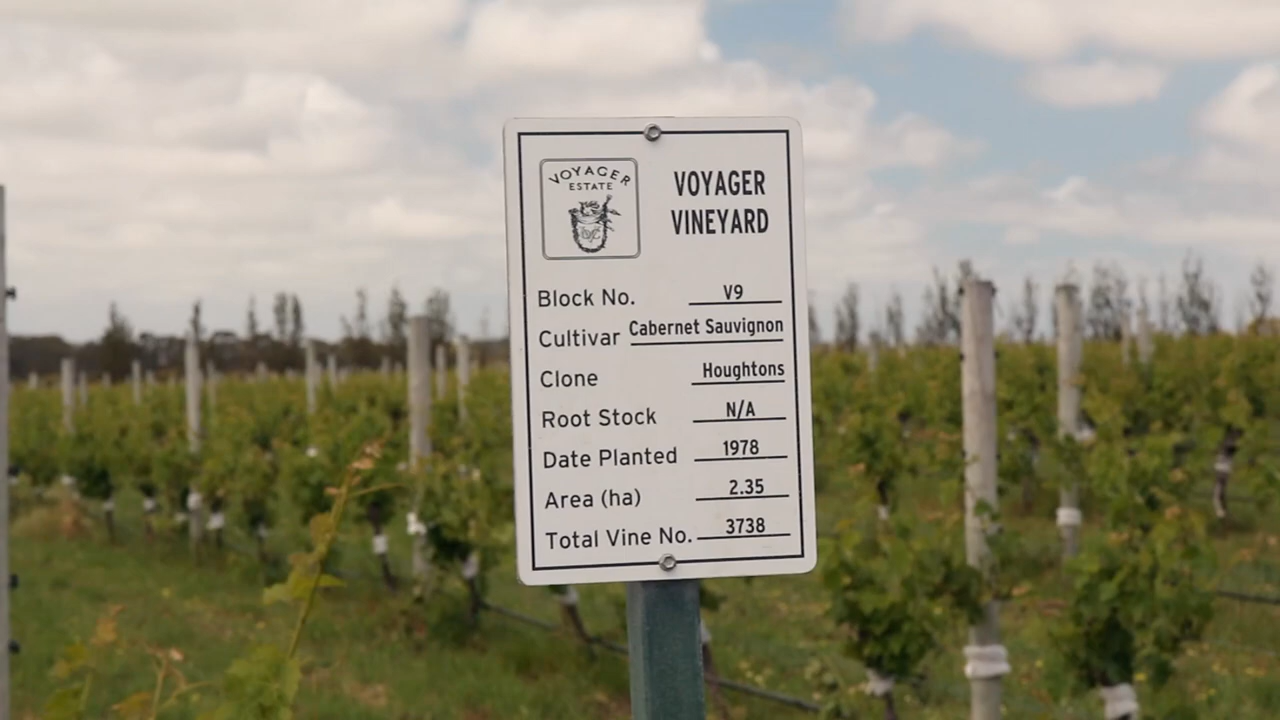 VOYAGER
ESTATE
VOYAGER
VINEYARD
Block No. V9
Cultivar Cabernet Sauvignon
Clone Houghtons
Root Stock N/A
Date Planted 1978
Area (ha) 2.35
Total Vine No. 3738